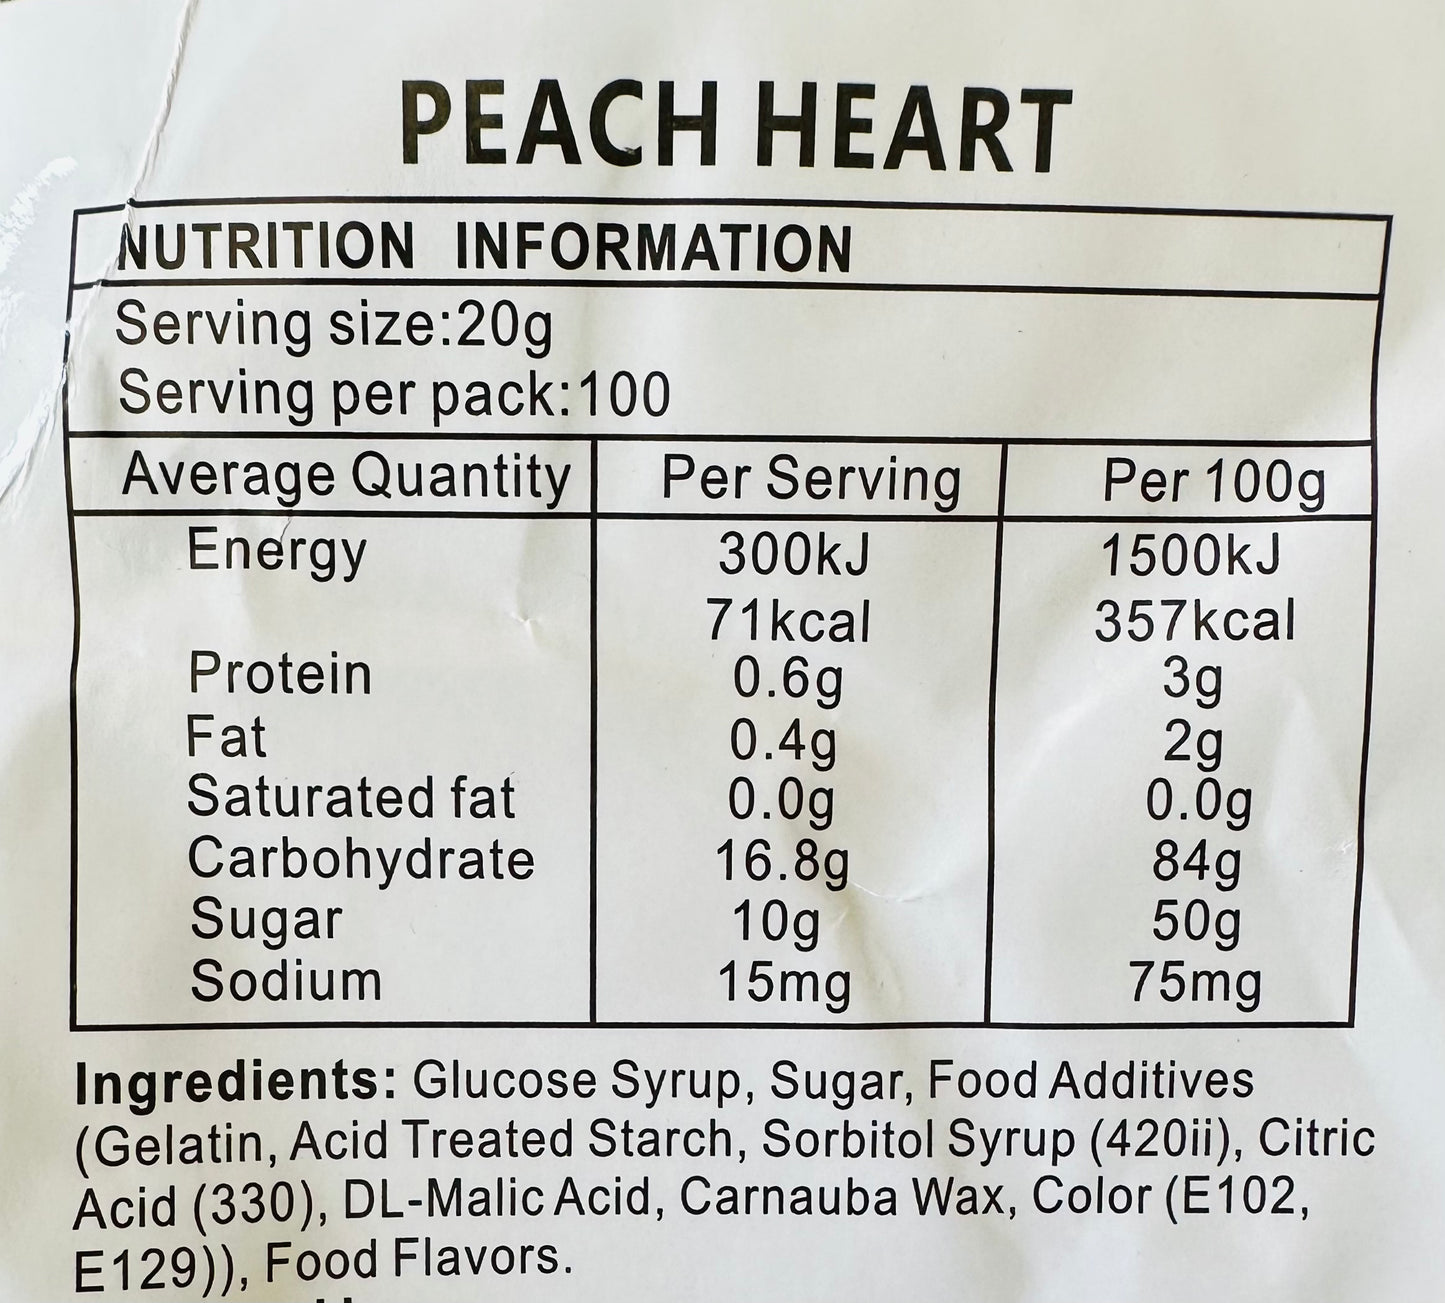 PEACH HEART
NUTRITION INFORMATION
Serving size:20g
Serving per pack:100
Average Quantity Per Serving Per 100g
Energy 300kJ 1500kJ
71kcal 357kcal
Protein 0.6g 3g
Fat 0.4g 2g
Saturated fat 0.0g 0.0g
Carbohydrate 16.8g 84g
Sugar 10g 50g
Sodium 15mg 75mg
Ingredients: Glucose Syrup, Sugar, Food Additives
(Gelatin, Acid Treated Starch, Sorbitol Syrup (420ii), Citric
Acid (330), DL-Malic Acid, Carnauba Wax, Color (E102,
E129)), Food Flavors.